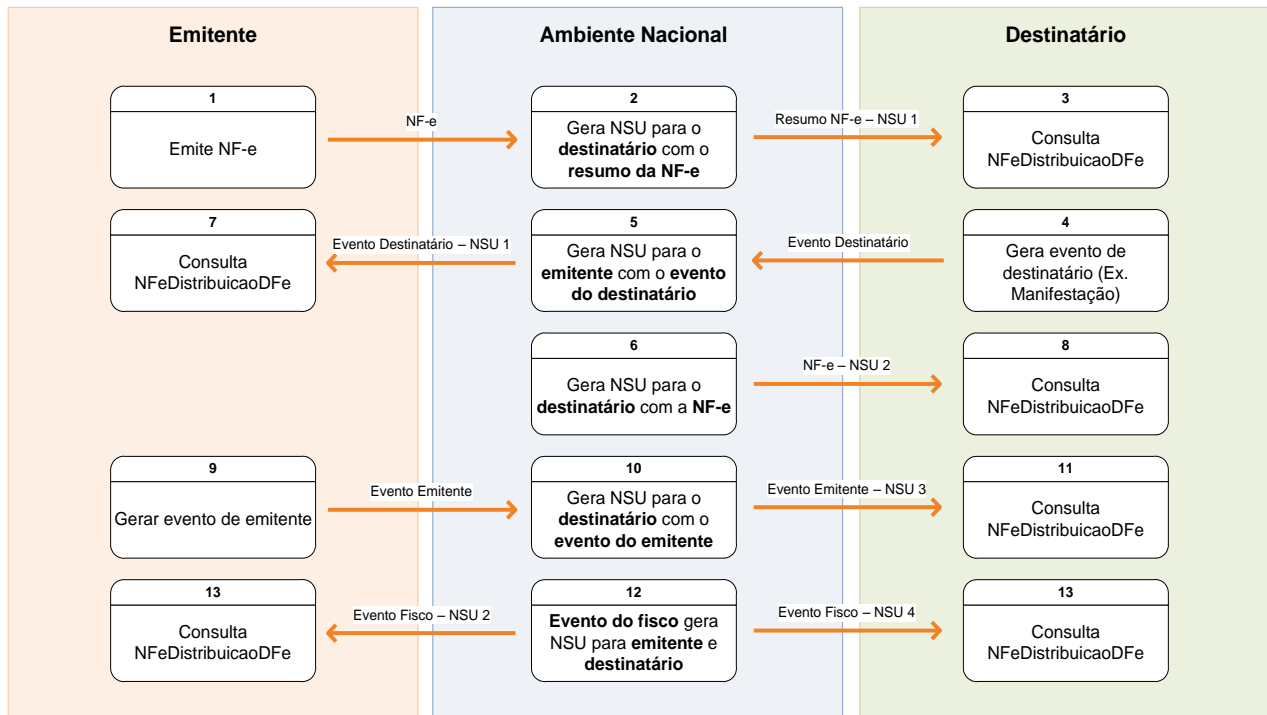 Emitente
Ambiente Nacional
Destinatário
1
Emite NF-e
NF-e
2
Gera NSU para o
destinatário com o
resumo da NF-e
Resumo NF-e – NSU 1
3
Consulta
NFeDistribuicaoDFe
7
Consulta
NFeDistribuicaoDFe
Evento Destinatário – NSU 1
5
Gera NSU para o
emitente com o evento
do destinatário
Evento Destinatário
4
Gera evento de
destinatário (Ex.
Manifestação)
6
Gera NSU para o
destinatário com a NF-e
NF-e – NSU 2
8
Consulta
NFeDistribuicaoDFe
9
Gerar evento de emitente
Evento Emitente
10
Gera NSU para o
destinatário com o
evento do emitente
Evento Emitente – NSU 3
11
Consulta
NFeDistribuicaoDFe
13
Consulta
NFeDistribuicaoDFe
Evento Fisco – NSU 2
12
Evento do fisco gera
NSU para emitente e
destinatário
Evento Fisco – NSU 4
13
Consulta
NFeDistribuicaoDFe